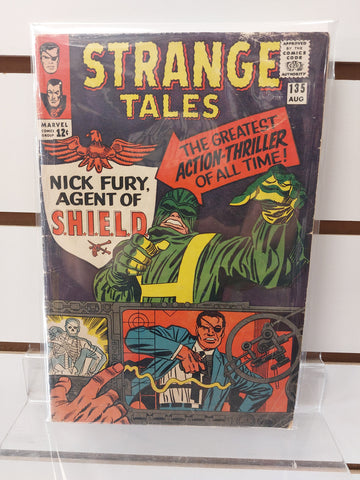 STRANGE
TALES
APPROVED
BY THE
COMICS
CODE
AUTHORITY
135
AUG
MARVEL
COMICS
GROUP
12¢
THE GREATEST
ACTION-THRILLER
OF ALL TIME!
NICK FURY,
AGENT OF
S.H.I.E.L.D.